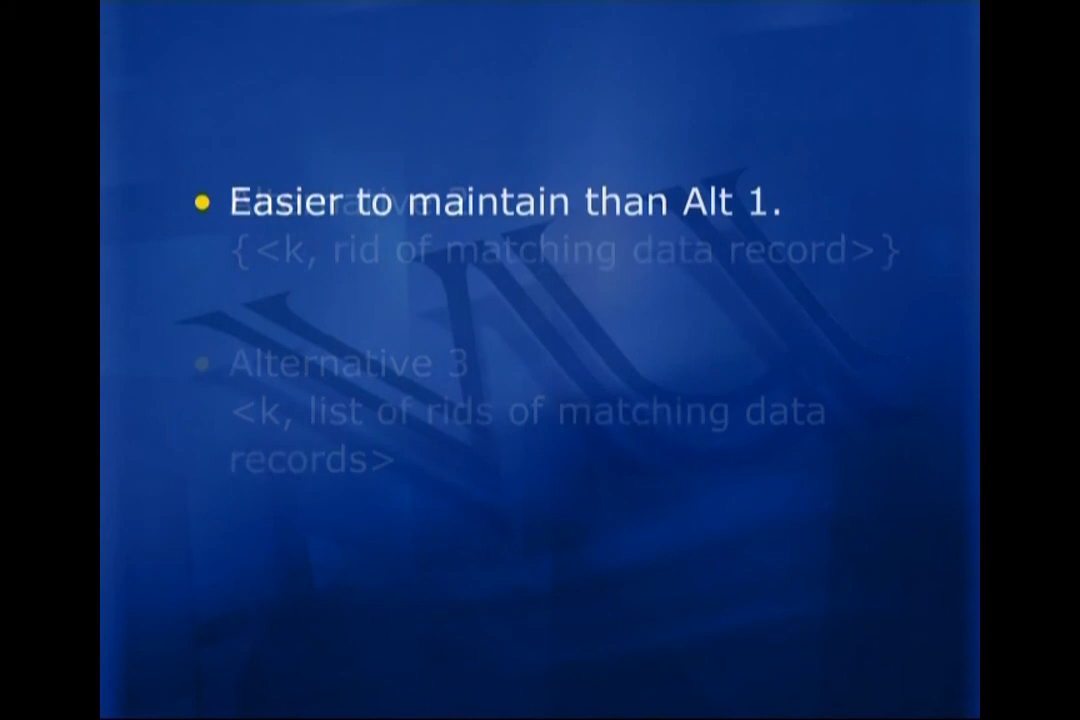 • Easier to maintain than Alt 1.
{<k, rid of matching data record>}
• Alternative 3
<k, list of rids of matching data
records>
VU